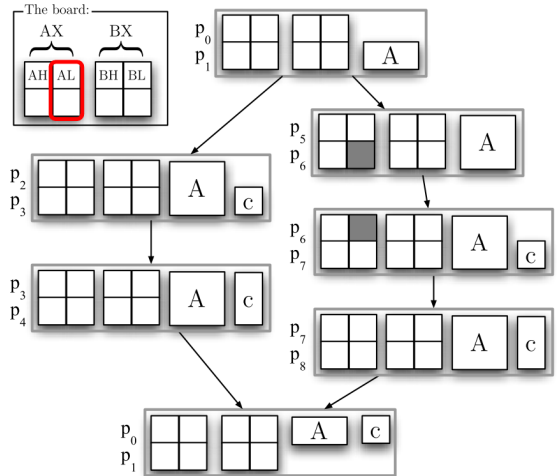 The board:
AX BX
AH AL BH BL
p0
p1 A
p5
p6 A
p2
p3 A c
p6
p7 A c
p3
p4 A c
p7
p8 A c
p0
p1 A c